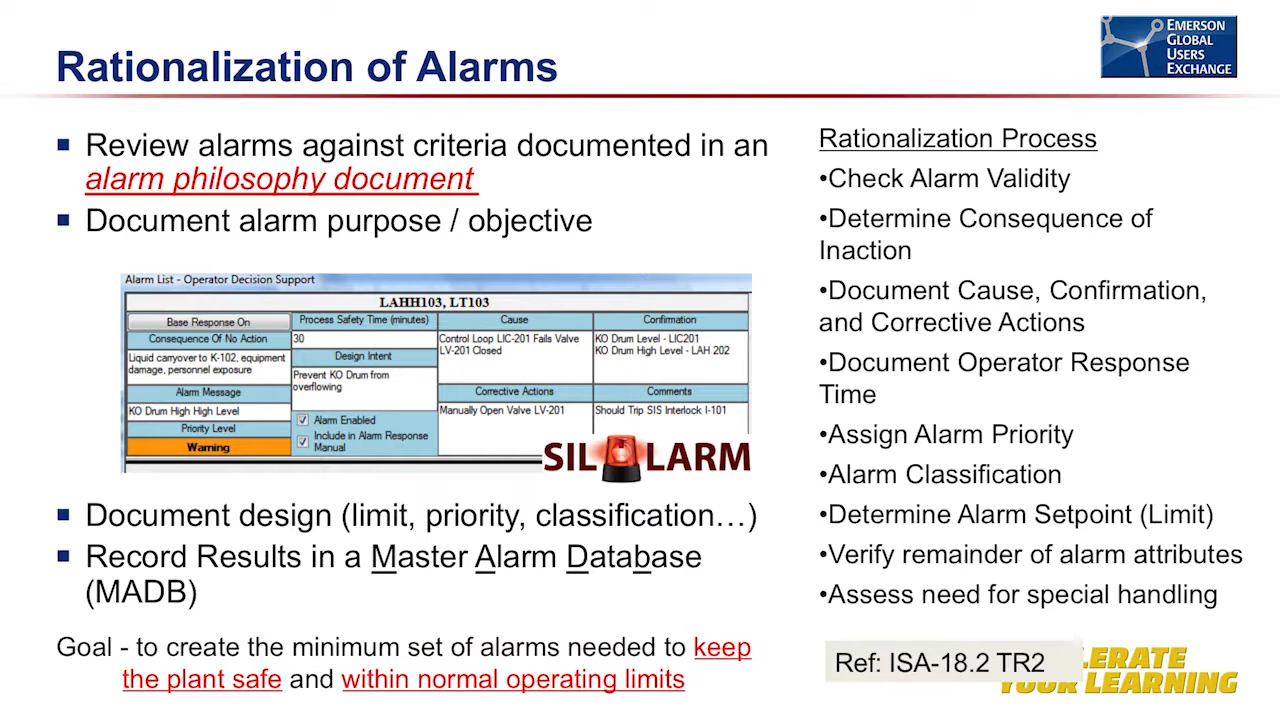 Rationalization of Alarms
EMERSON
GLOBAL
USERS
EXCHANGE
▪ Review alarms against criteria documented in an
alarm philosophy document
▪ Document alarm purpose / objective
Alarm List - Operator Decision Support
LAHH103, LT103
Base Response On
Consequence Of No Action
Liquid carryover to K-102, equipment
damage, personnel exposure
Alarm Message
KO Drum High High Level
Priority Level
Warning
Process Safety Time (minutes)
30
Design Intent
Prevent KO Drum from
overflowing
Alarm Enabled
Include in Alarm Response
Manual
Cause
Control Loop LIC-201 Fails Valve
LV-201 Closed
Corrective Actions
Manually Open Valve LV-201
Confirmation
KO Drum Level - LIC201
KO Drum High Level - LAH 202
Comments
Should Trip SIS Interlock I-101
SIL LARM
▪ Document design (limit, priority, classification…)
▪ Record Results in a Master Alarm Database
(MADB)
Goal - to create the minimum set of alarms needed to keep
the plant safe and within normal operating limits
Rationalization Process
•Check Alarm Validity
•Determine Consequence of
Inaction
•Document Cause, Confirmation,
and Corrective Actions
•Document Operator Response
Time
•Assign Alarm Priority
•Alarm Classification
•Determine Alarm Setpoint (Limit)
•Verify remainder of alarm attributes
•Assess need for special handling
Ref: ISA-18.2 TR2
LERATE
YOUR LEARNING